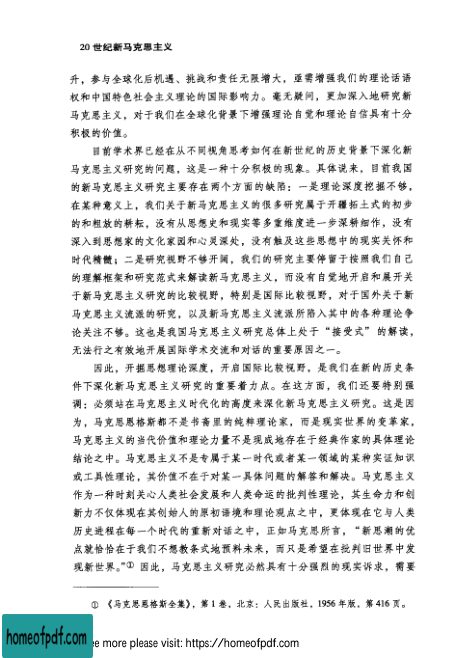 20 世纪新马克思主义
升，参与全球化后机遇、挑战和责任无限增大，亟需增强我们的理论话语
权和中国特色社会主义理论的国际影响力。毫无疑问，更加深入地研究新
马克思主义，对于我们在全球化背景下增强理论自觉和理论自信具有十分
积极的价值。
目前学术界已经在从不同视角思考如何在新世纪的历史背景下深化新
马克思主义研究的问题，这是一种十分积极的现象。具体说来，目前我国
的新马克思主义研究主要存在两个方面的缺陷：一是理论深度挖掘不够，
在某种意义上，我们关于新马克思主义的很多研究属于开疆拓土式的初步
的和粗放的耕耘，没有从思想史和现实等多重维度进一步深耕细作，没有
深入到思想家的文化家园和心灵深处，没有触及这些思想中的现实关怀和
时代精髓；二是研究视野不够开阔，我们的研究主要停留于按照我们自己
的理解框架和研究范式来解读新马克思主义，而没有自觉地开启和展开关
于新马克思主义研究的比较视野，特别是国际比较视野，对于国外关于新
马克思主义流派的研究，以及新马克思主义流派所陷入其中的各种理论争
论关注不够。这也是我国马克思主义研究总体上处于“接受式”的解读，
无法行之有效地开展国际学术交流和对话的重要原因之一。
因此，开掘思想理论深度，开启国际比较视野，是我们在新的历史条
件下深化新马克思主义研究的重要着力点。在这方面，我们还要特别强
调：必须站在马克思主义时代化的高度来深化新马克思主义研究。这是因
为，马克思恩格斯都不是书斋里的纯粹理论家，而是现实世界的变革家，
马克思主义的当代价值和理论力量不是现成地存在于经典作家的具体理论
结论之中。马克思主义不是专属于某一时代或者某一领域的某种实证知识
或工具性理论，其价值不在于对某一具体问题的解答和解决。马克思主义
作为一种时刻关心人类社会发展和人类命运的批判性理论，其生命力和创
新力不仅体现在其创始人的原初语境和理论观点之中，更体现在它与人类
历史进程在每一个时代的重新对话之中，正如马克思所言，“新思潮的优
点就恰恰在于我们不想教条式地预料未来，而只是希望在批判旧世界中发
现新世界。”① 因此，马克思主义研究必然具有十分强烈的现实诉求，需要
① 《马克思恩格斯全集》，第 1 卷，北京：人民出版社，1956 年版，第 416 页。
homeofpdf.com
ee more please visit: https://homeofpdf.com